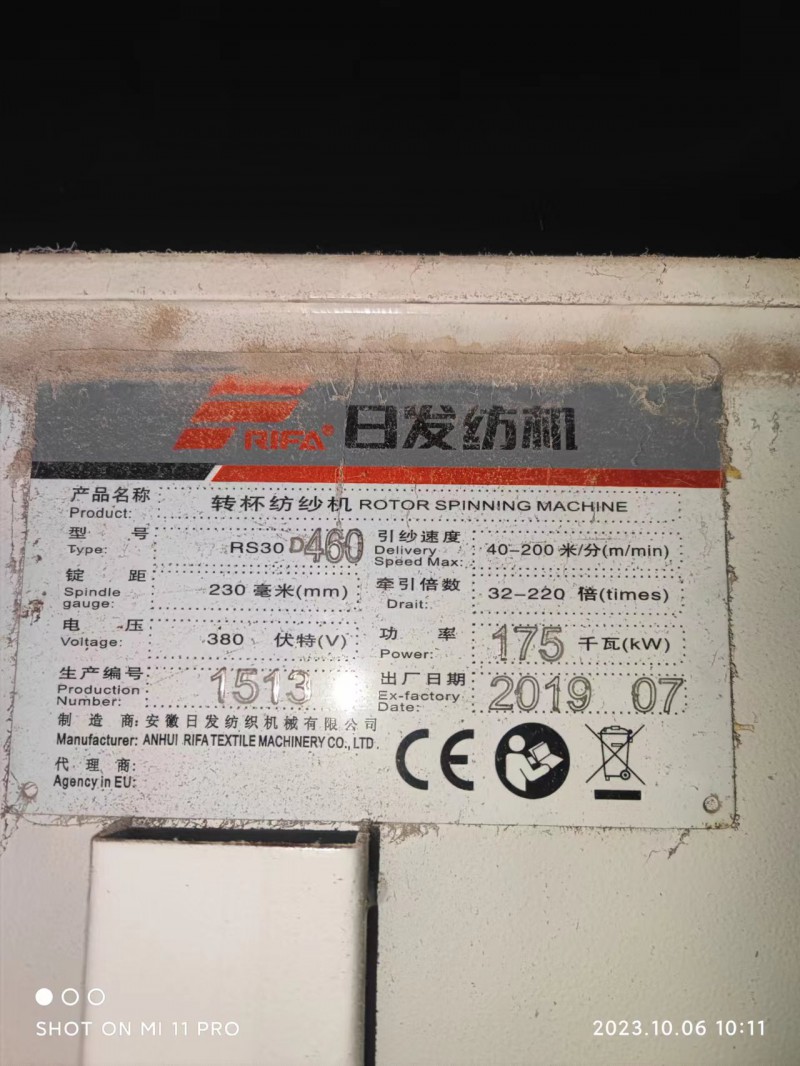 RIFA® 日发纺机
产品名称 转杯纺纱机 ROTOR SPINNING MACHINE
Product:
型 号 RS30 D460 引纱速度 40-200 米/分(m/min)
Type: Delivery Speed Max:
锭 距 230 毫米(mm) 牵引倍数 32-220 倍(times)
Spindle gauge: Drait:
电 压 380 伏特(V) 功 率 175 千瓦(kW)
Voltage: Power:
生产编号 1513 出厂日期 2019 07
Production Number: Ex-factory Date:
制 造 商:安徽日发纺织机械有限公司
Manufacturer: ANHUI RIFA TEXTILE MACHINERY CO., LTD.
代 理 商:
Agency in EU:
CE
SHOT ON MI 11 PRO 2023.10.06 10:11